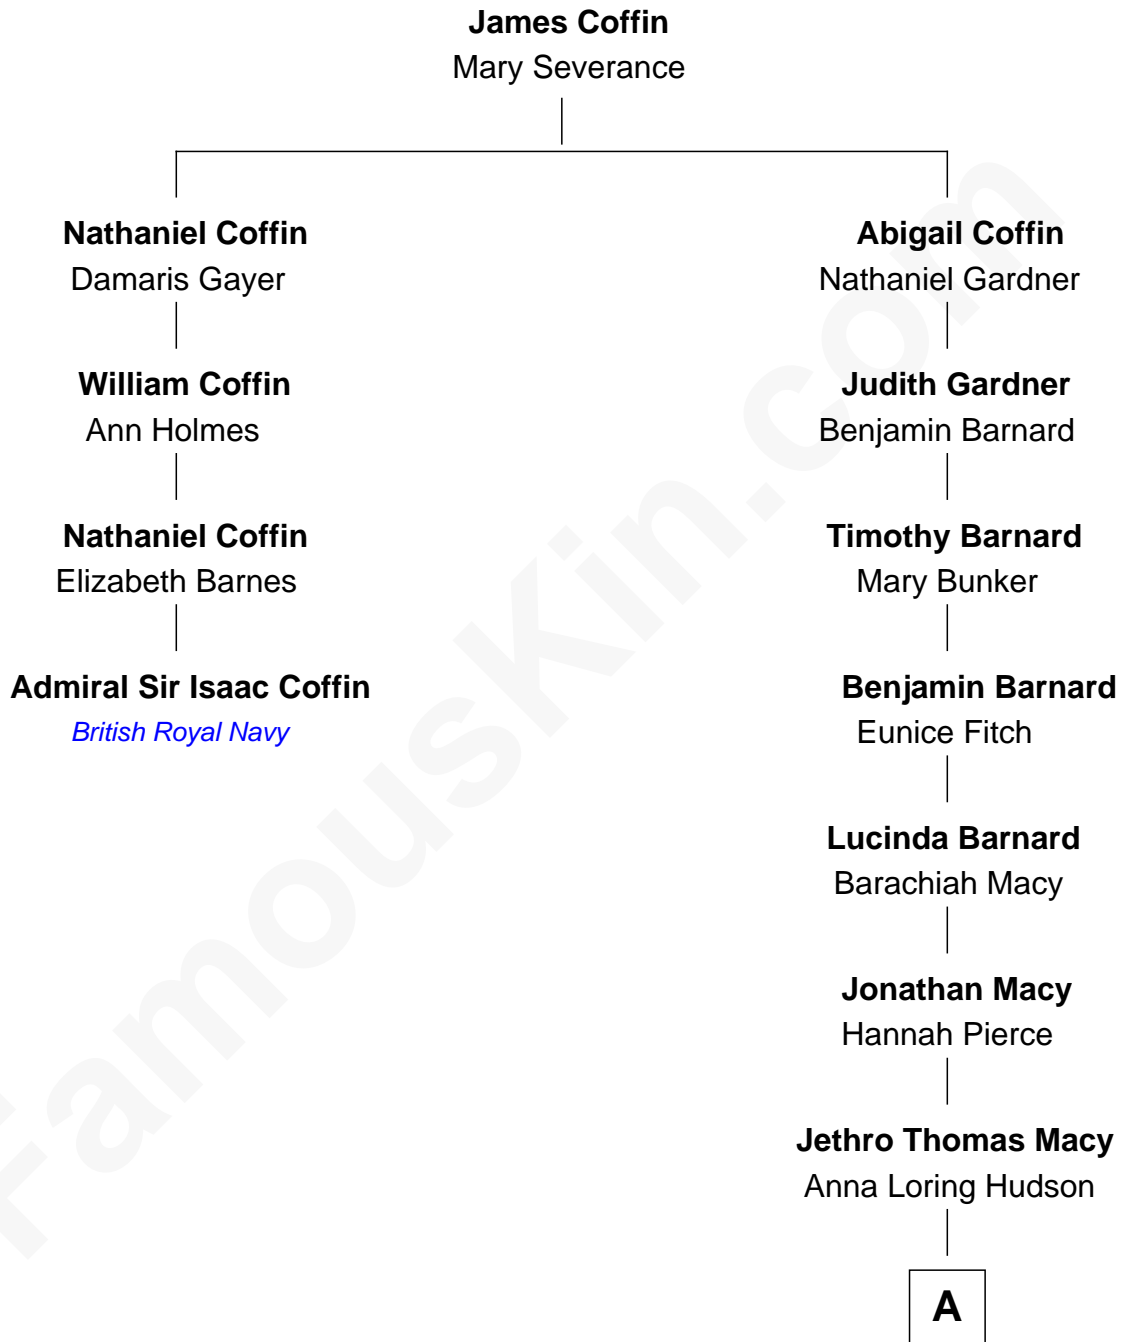 James Coffin
Mary Severance
Nathaniel Coffin
Damaris Gayer
William Coffin
Ann Holmes
Nathaniel Coffin
Elizabeth Barnes
Admiral Sir Isaac Coffin
British Royal Navy
Abigail Coffin
Nathaniel Gardner
Judith Gardner
Benjamin Barnard
Timothy Barnard
Mary Bunker
Benjamin Barnard
Eunice Fitch
Lucinda Barnard
Barachiah Macy
Jonathan Macy
Hannah Pierce
Jethro Thomas Macy
Anna Loring Hudson
A
FamousKin.com